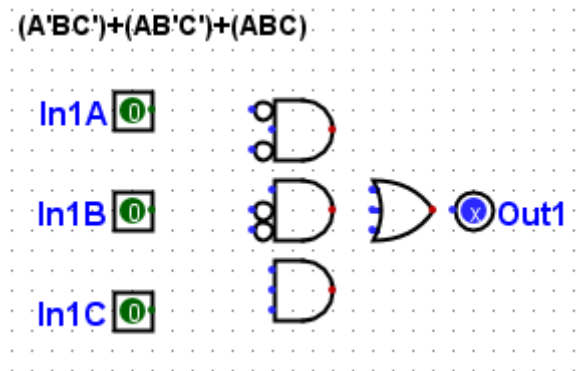 (A'BC')+(AB'C')+(ABC)
In1A 0
In1B 0
x Out1
In1C 0